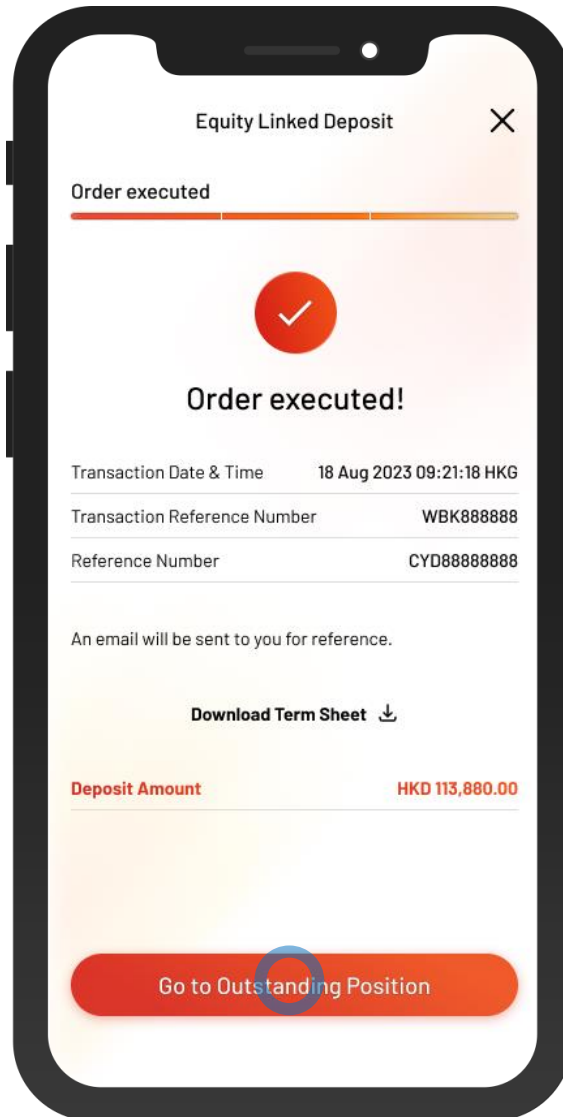 Equity Linked Deposit
Order executed
Order executed!
Transaction Date & Time 18 Aug 2023 09:21:18 HKG
Transaction Reference Number WBK888888
Reference Number CYD88888888
An email will be sent to you for reference.
Download Term Sheet
Deposit Amount HKD 113,880.00
Go to Outstanding Position